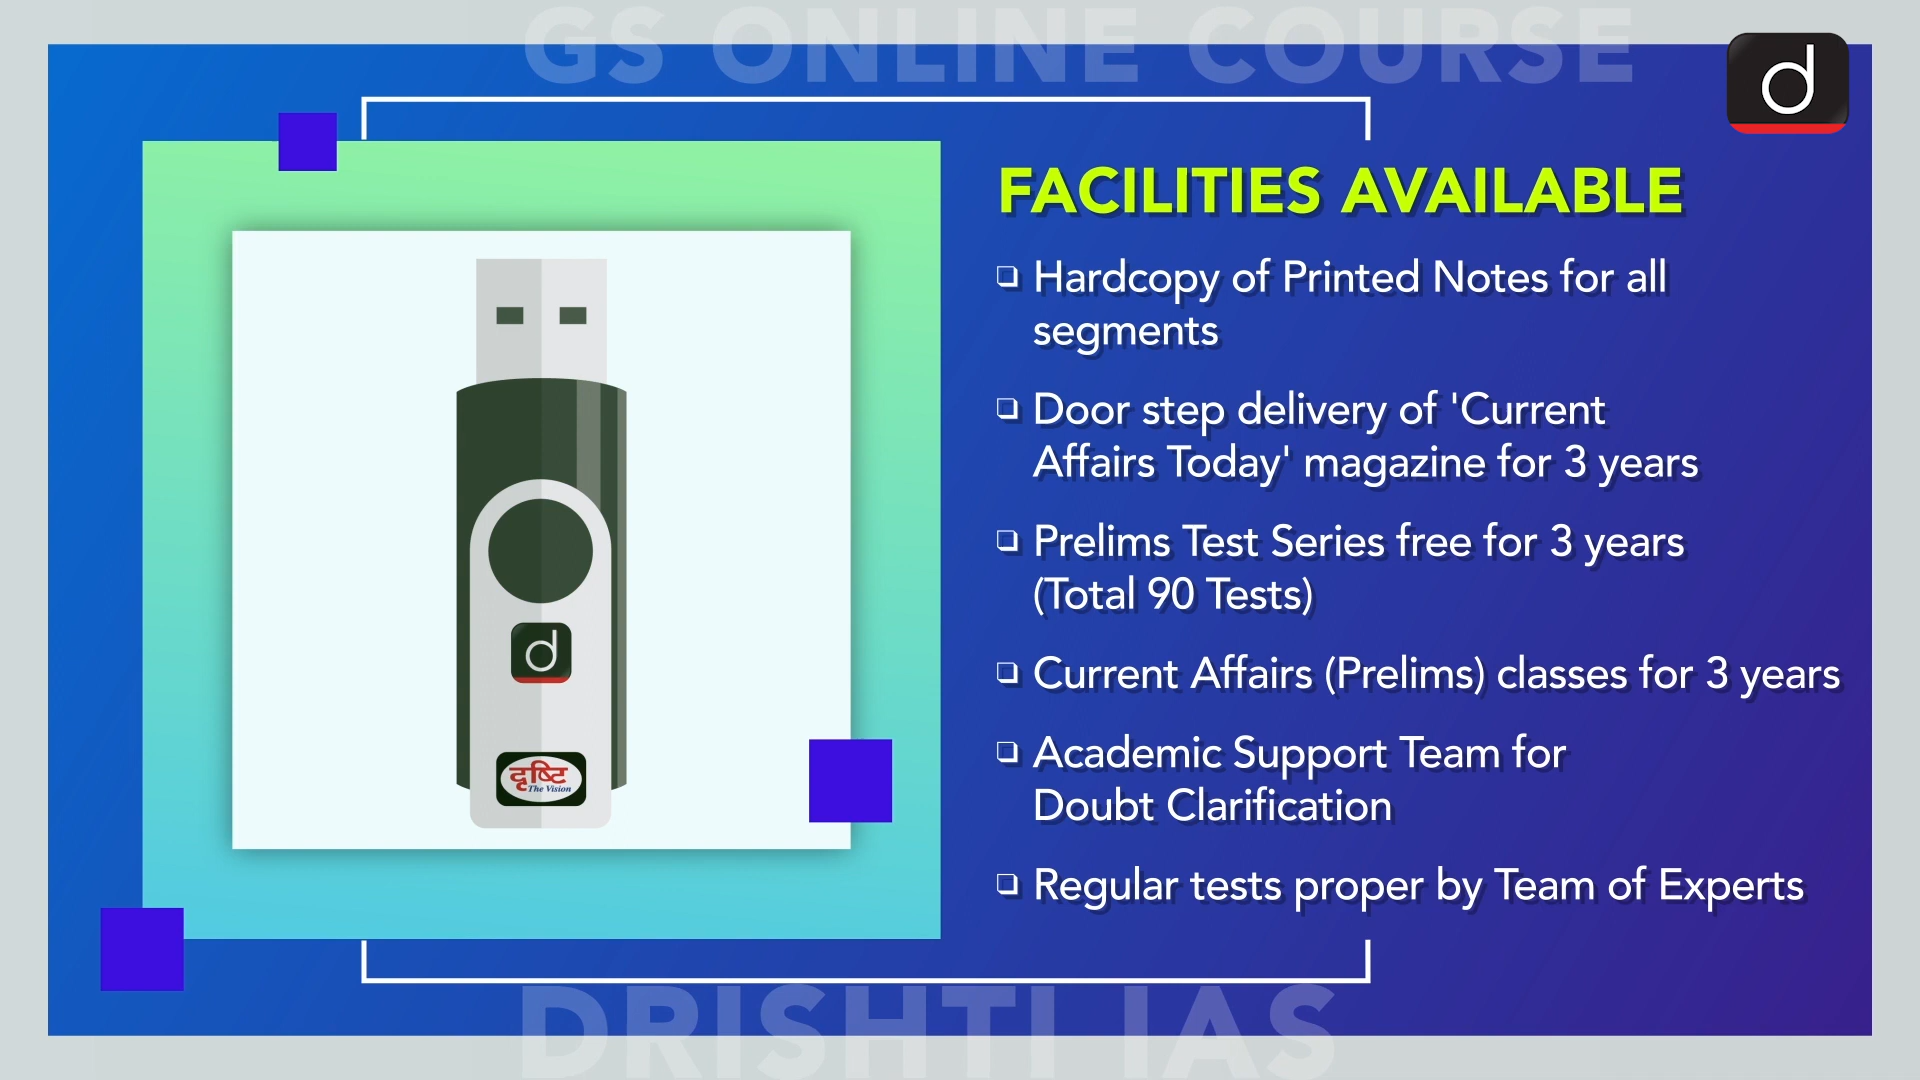 GS ONLINE COURSE
d
FACILITIES AVAILABLE
❏ Hardcopy of Printed Notes for all
segments
❏ Door step delivery of 'Current
Affairs Today' magazine for 3 years
❏ Prelims Test Series free for 3 years
(Total 90 Tests)
❏ Current Affairs (Prelims) classes for 3 years
❏ Academic Support Team for
Doubt Clarification
❏ Regular tests proper by Team of Experts
d
दृष्टि
The Vision
DRISHTI IAS